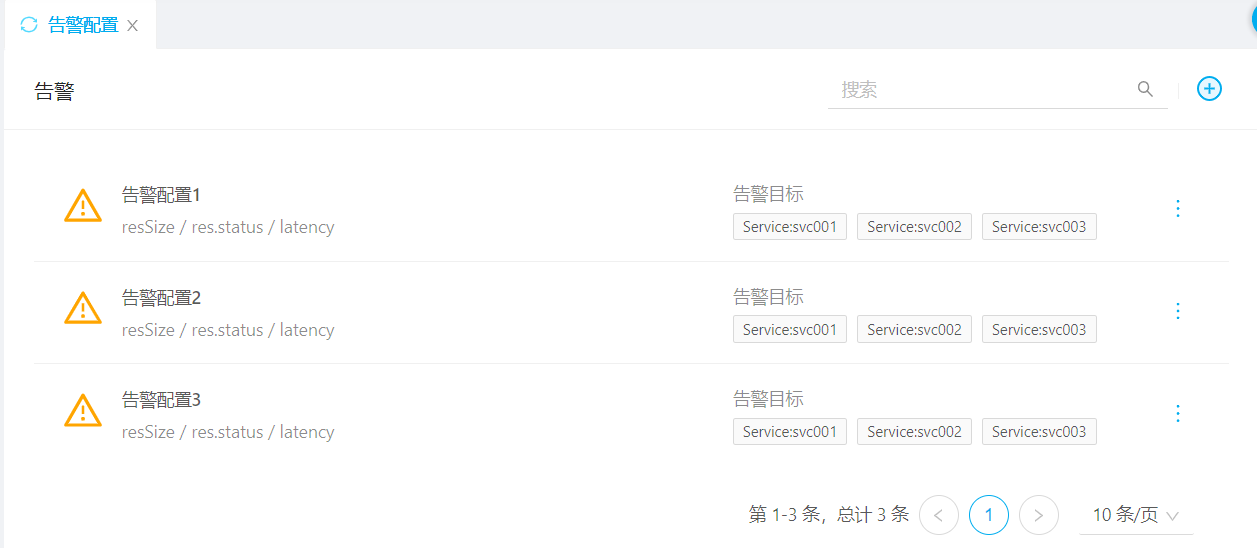 告警配置
告警
搜索
告警配置1
resSize / res.status / latency
告警目标
Service:svc001 Service:svc002 Service:svc003
告警配置2
resSize / res.status / latency
告警目标
Service:svc001 Service:svc002 Service:svc003
告警配置3
resSize / res.status / latency
告警目标
Service:svc001 Service:svc002 Service:svc003
第 1-3 条，总计 3 条 < 1 > 10 条/页